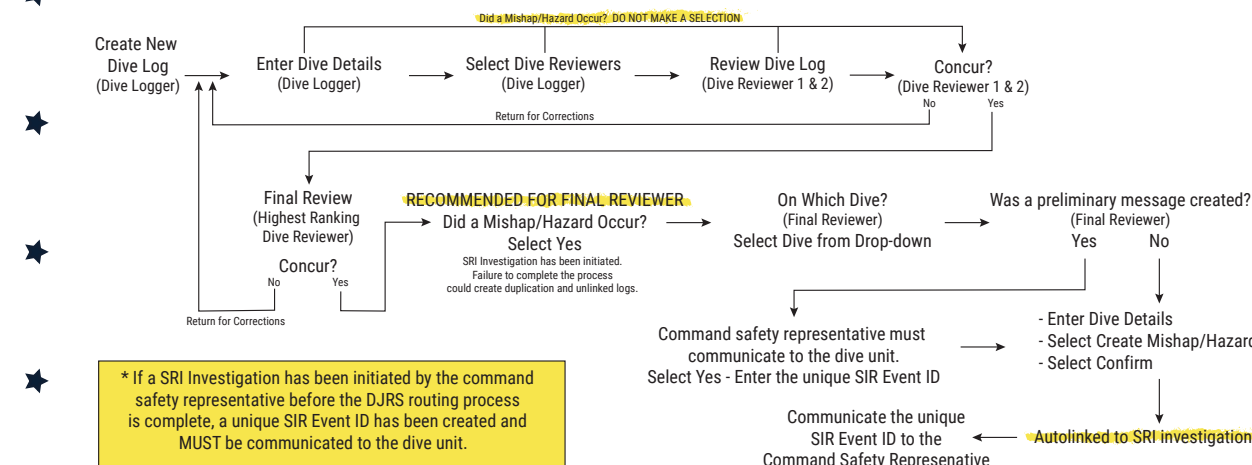 Did a Mishap/Hazard Occur? DO NOT MAKE A SELECTION
Create New
Dive Log
(Dive Logger)
Enter Dive Details
(Dive Logger)
Select Dive Reviewers
(Dive Logger)
Review Dive Log
(Dive Reviewer 1 & 2)
Concur?
(Dive Reviewer 1 & 2)
No Yes
Return for Corrections
Final Review
(Highest Ranking
Dive Reviewer)
Concur?
No Yes
Return for Corrections
RECOMMENDED FOR FINAL REVIEWER
Did a Mishap/Hazard Occur?
Select Yes
SRI Investigation has been initiated.
Failure to complete the process
could create duplication and unlinked logs.
On Which Dive?
(Final Reviewer)
Select Dive from Drop-down
Was a preliminary message created?
(Final Reviewer)
Yes No
Command safety representative must
communicate to the dive unit.
Select Yes - Enter the unique SIR Event ID
- Enter Dive Details
- Select Create Mishap/Hazard
- Select Confirm
Autolinked to SRI investigation
Communicate the unique
SIR Event ID to the
Command Safety Represenative
* If a SRI Investigation has been initiated by the command
safety representative before the DJRS routing process
is complete, a unique SIR Event ID has been created and
MUST be communicated to the dive unit.